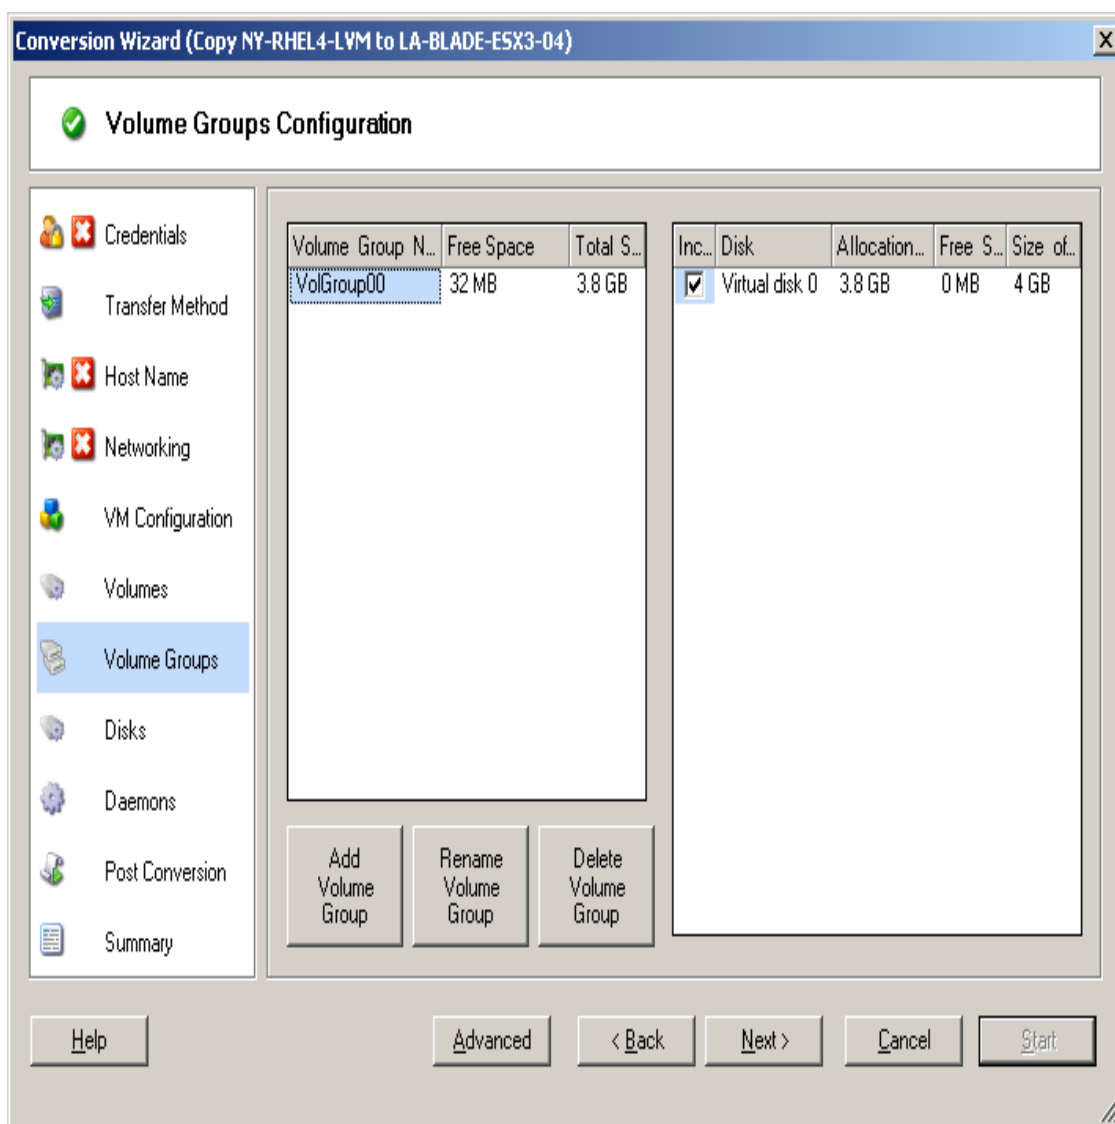 Conversion Wizard (Copy NY-RHEL4-LVM to LA-BLADE-ESX3-04)
Volume Groups Configuration
Credentials
Transfer Method
Host Name
Networking
VM Configuration
Volumes
Volume Groups
Disks
Daemons
Post Conversion
Summary
Volume Group N... Free Space Total S...
VolGroup00 32 MB 3.8 GB
Add
Volume
Group
Rename
Volume
Group
Delete
Volume
Group
Inc... Disk Allocation... Free S... Size of...
Virtual disk 0 3.8 GB 0 MB 4 GB
Help Advanced < Back Next > Cancel Start